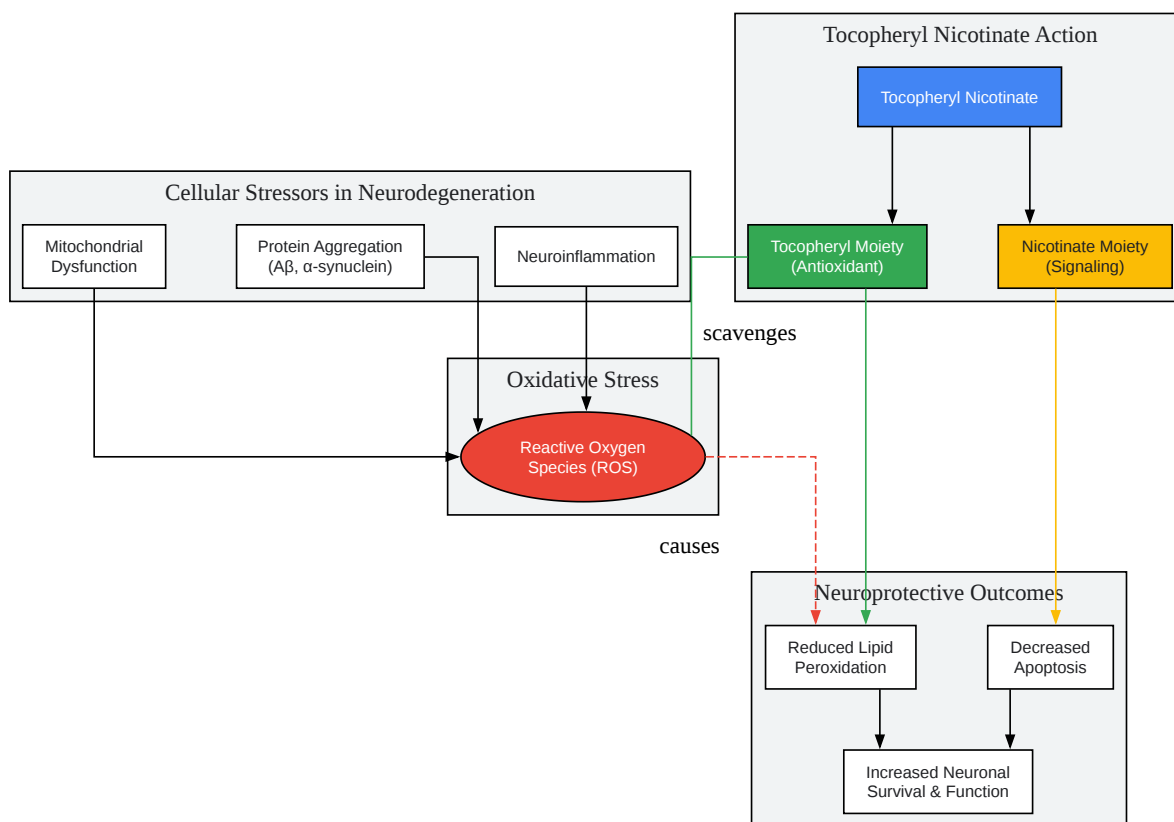 Tocopheryl Nicotinate Action
Tocopheryl Nicotinate
Cellular Stressors in Neurodegeneration
Mitochondrial
Dysfunction
Protein Aggregation
(Aβ, α-synuclein)
Neuroinflammation
Tocopheryl Moiety
(Antioxidant)
Nicotinate Moiety
(Signaling)
scavenges
Oxidative Stress
Reactive Oxygen
Species (ROS)
causes
Neuroprotective Outcomes
Reduced Lipid
Peroxidation
Decreased
Apoptosis
Increased Neuronal
Survival & Function